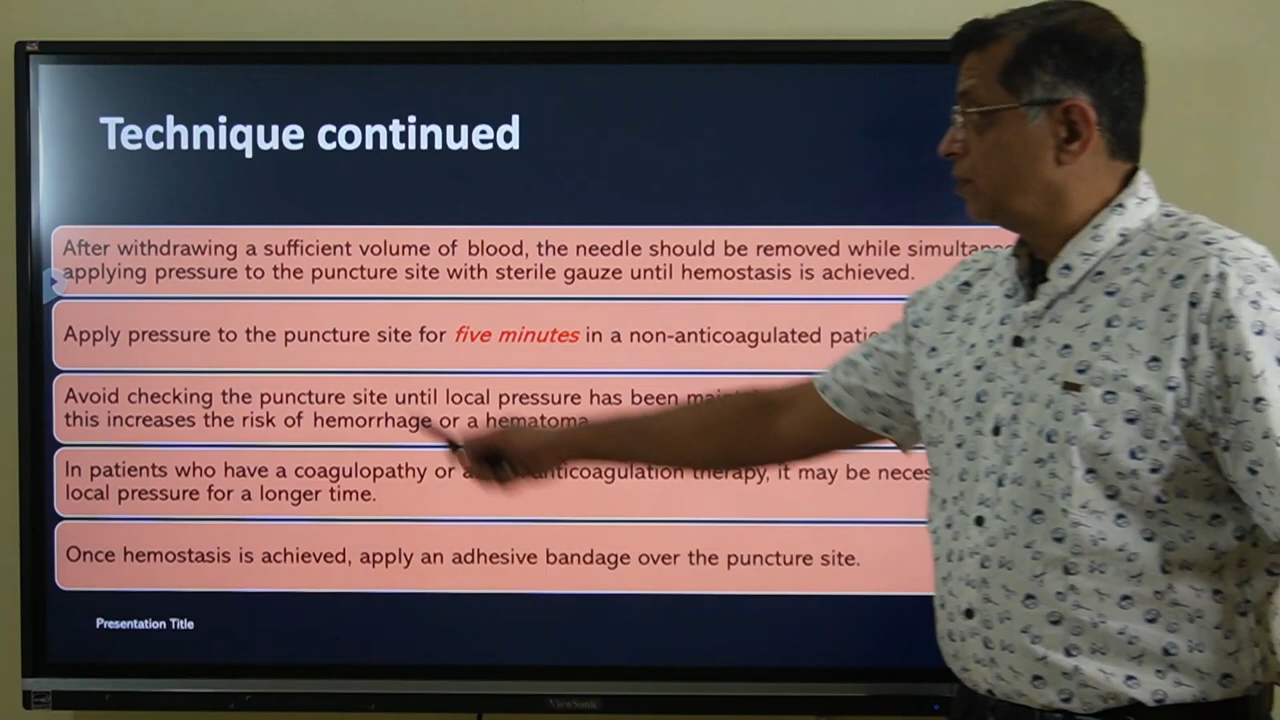 Technique continued
After withdrawing a sufficient volume of blood, the needle should be removed while
applying pressure to the puncture site with sterile gauze until hemostasis is achieved.
Apply pressure to the puncture site for five minutes in a non-anticoagulated
Avoid checking the puncture site until local pressure has been
this increases the risk of hemorrhage or a hematoma
In patients who have a coagulopathy or anticoagulation therapy, it may be
local pressure for a longer time.
Once hemostasis is achieved, apply an adhesive bandage over the puncture site.
Presentation Title
ViewSonic